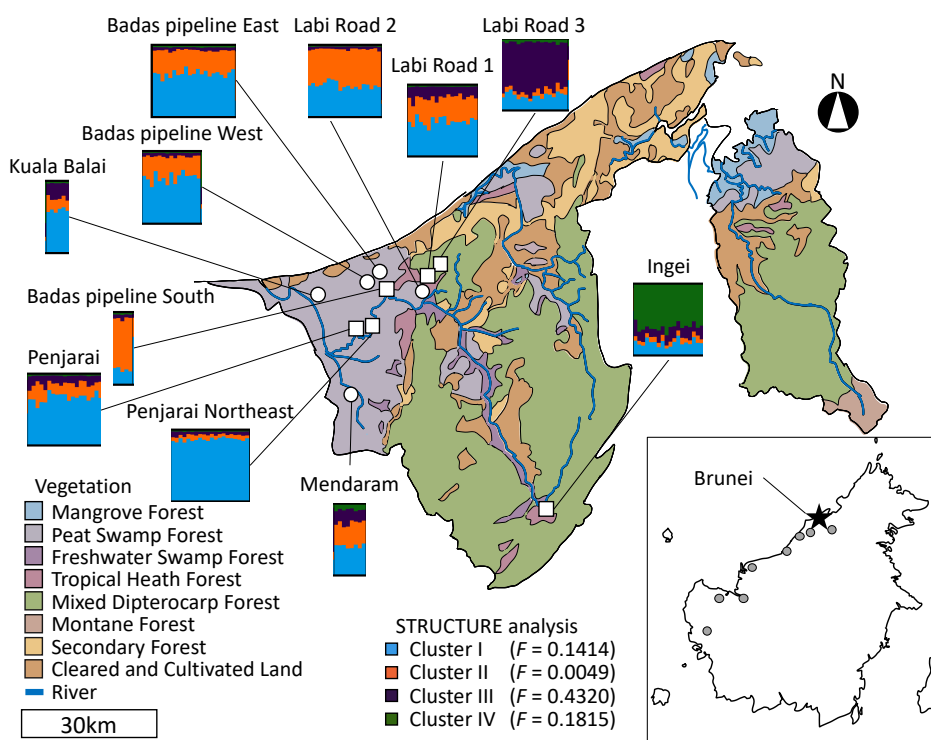 Badas pipeline East
Labi Road 2
Labi Road 3
Labi Road 1
Badas pipeline West
Kuala Balai
N
Ingei
Badas pipeline South
Penjarai
Penjarai Northeast
Mendaram
Brunei
Vegetation
Mangrove Forest
Peat Swamp Forest
Freshwater Swamp Forest
Tropical Heath Forest
Mixed Dipterocarp Forest
Montane Forest
Secondary Forest
Cleared and Cultivated Land
River
30km
STRUCTURE analysis
Cluster I (F = 0.1414)
Cluster II (F = 0.0049)
Cluster III (F = 0.4320)
Cluster IV (F = 0.1815)